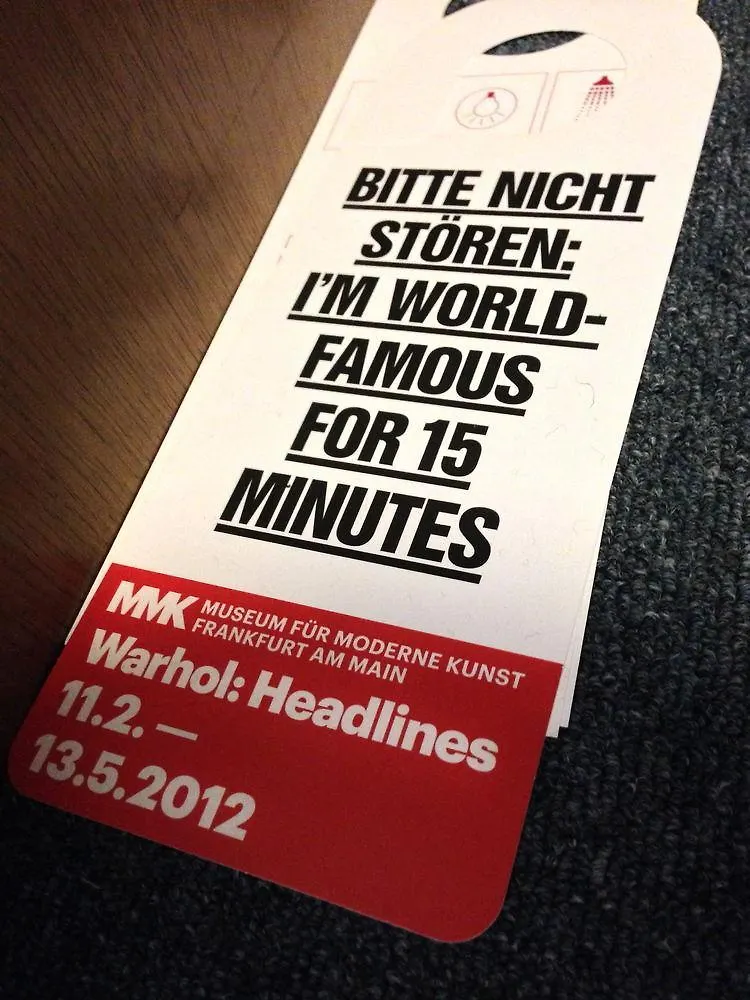 BITTE NICHT
STÖREN:
I'M WORLD-
FAMOUS
FOR 15
MINUTES
MMK MUSEUM FÜR MODERNE KUNST
FRANKFURT AM MAIN
Warhol: Headlines
11.2. —
13.5.2012